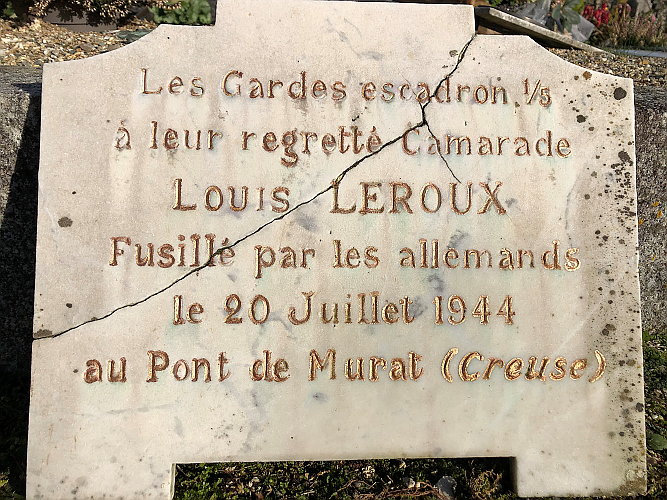 Les Gardes escadron. 1/5
à leur regretté Camarade
LOUIS LEROUX
Fusillé par les allemands
le 20 Juillet 1944
au Pont de Murat (Creuse)